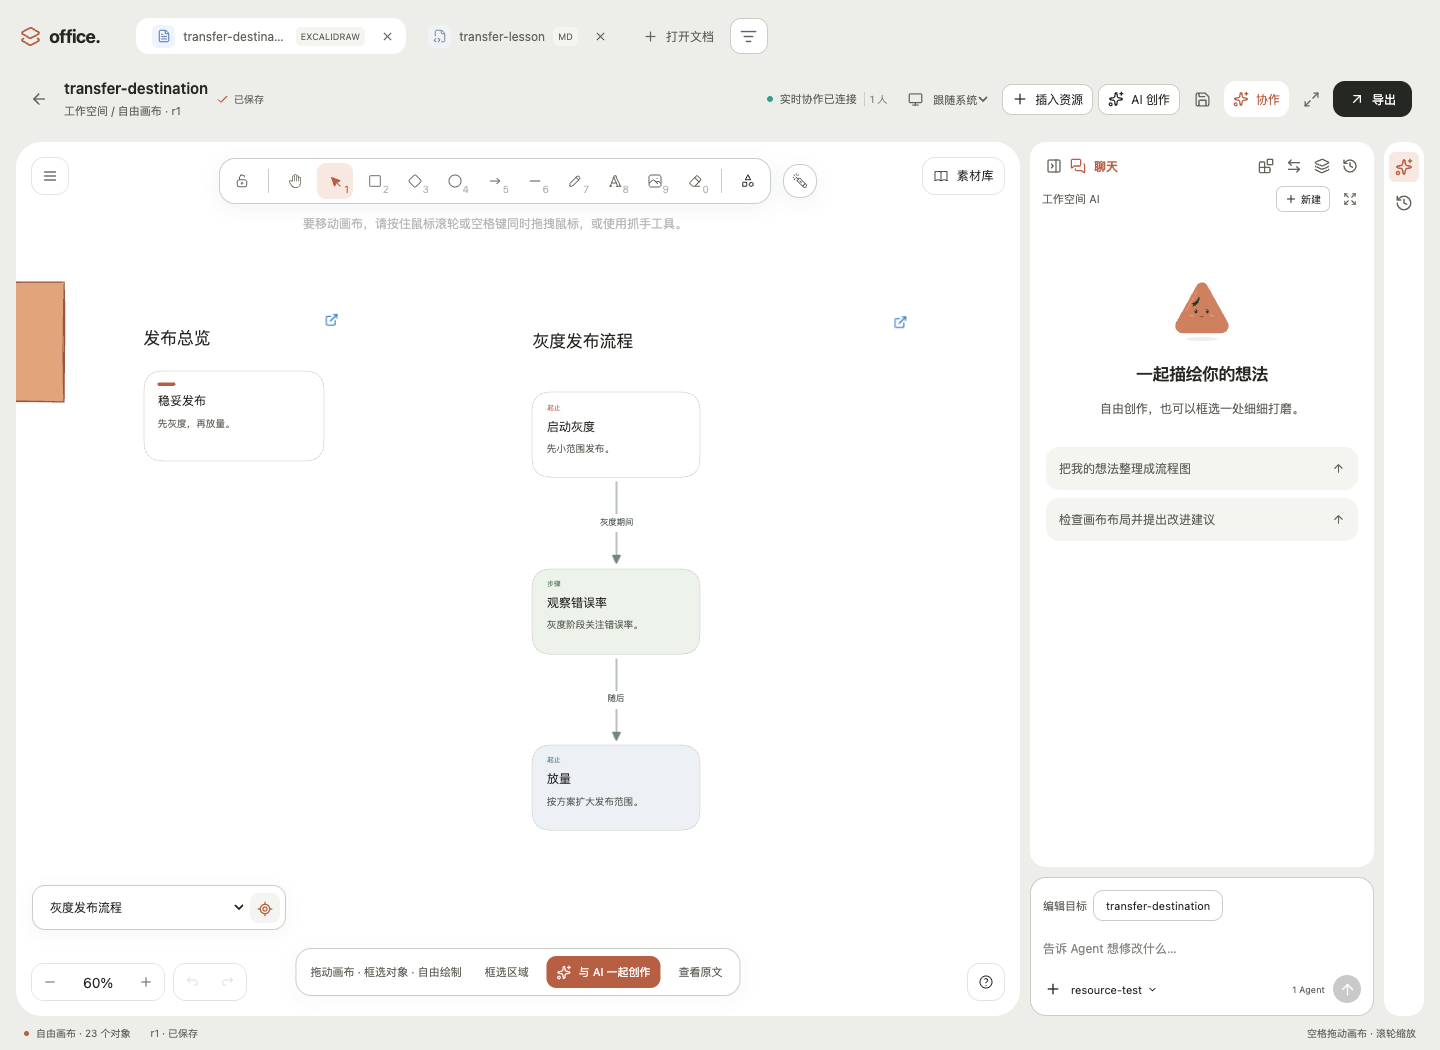 office.
transfer-destina...
EXCALIDRAW
transfer-lesson
MD
打开文档
transfer-destination
已保存
工作空间 / 自由画布 · r1
实时协作已连接
1 人
跟随系统
插入资源
AI 创作
协作
导出
1
2
3
4
5
6
7
8
9
0
素材库
要移动画布，请按住鼠标滚轮或空格键同时拖拽鼠标，或使用抓手工具。
发布总览
稳妥发布
先灰度，再放量。
灰度发布流程
起止
启动灰度
先小范围发布。
灰度期间
步骤
观察错误率
灰度阶段关注错误率。
随后
起止
放量
按方案扩大发布范围。
灰度发布流程
60%
拖动画布 · 框选对象 · 自由绘制
框选区域
与 AI 一起创作
查看原文
自由画布 · 23 个对象
r1 · 已保存
聊天
工作空间 AI
新建
一起描绘你的想法
自由创作，也可以框选一处细细打磨。
把我的想法整理成流程图
检查画布布局并提出改进建议
编辑目标
transfer-destination
告诉 Agent 想修改什么...
resource-test
1 Agent
空格拖动画布 · 滚轮缩放